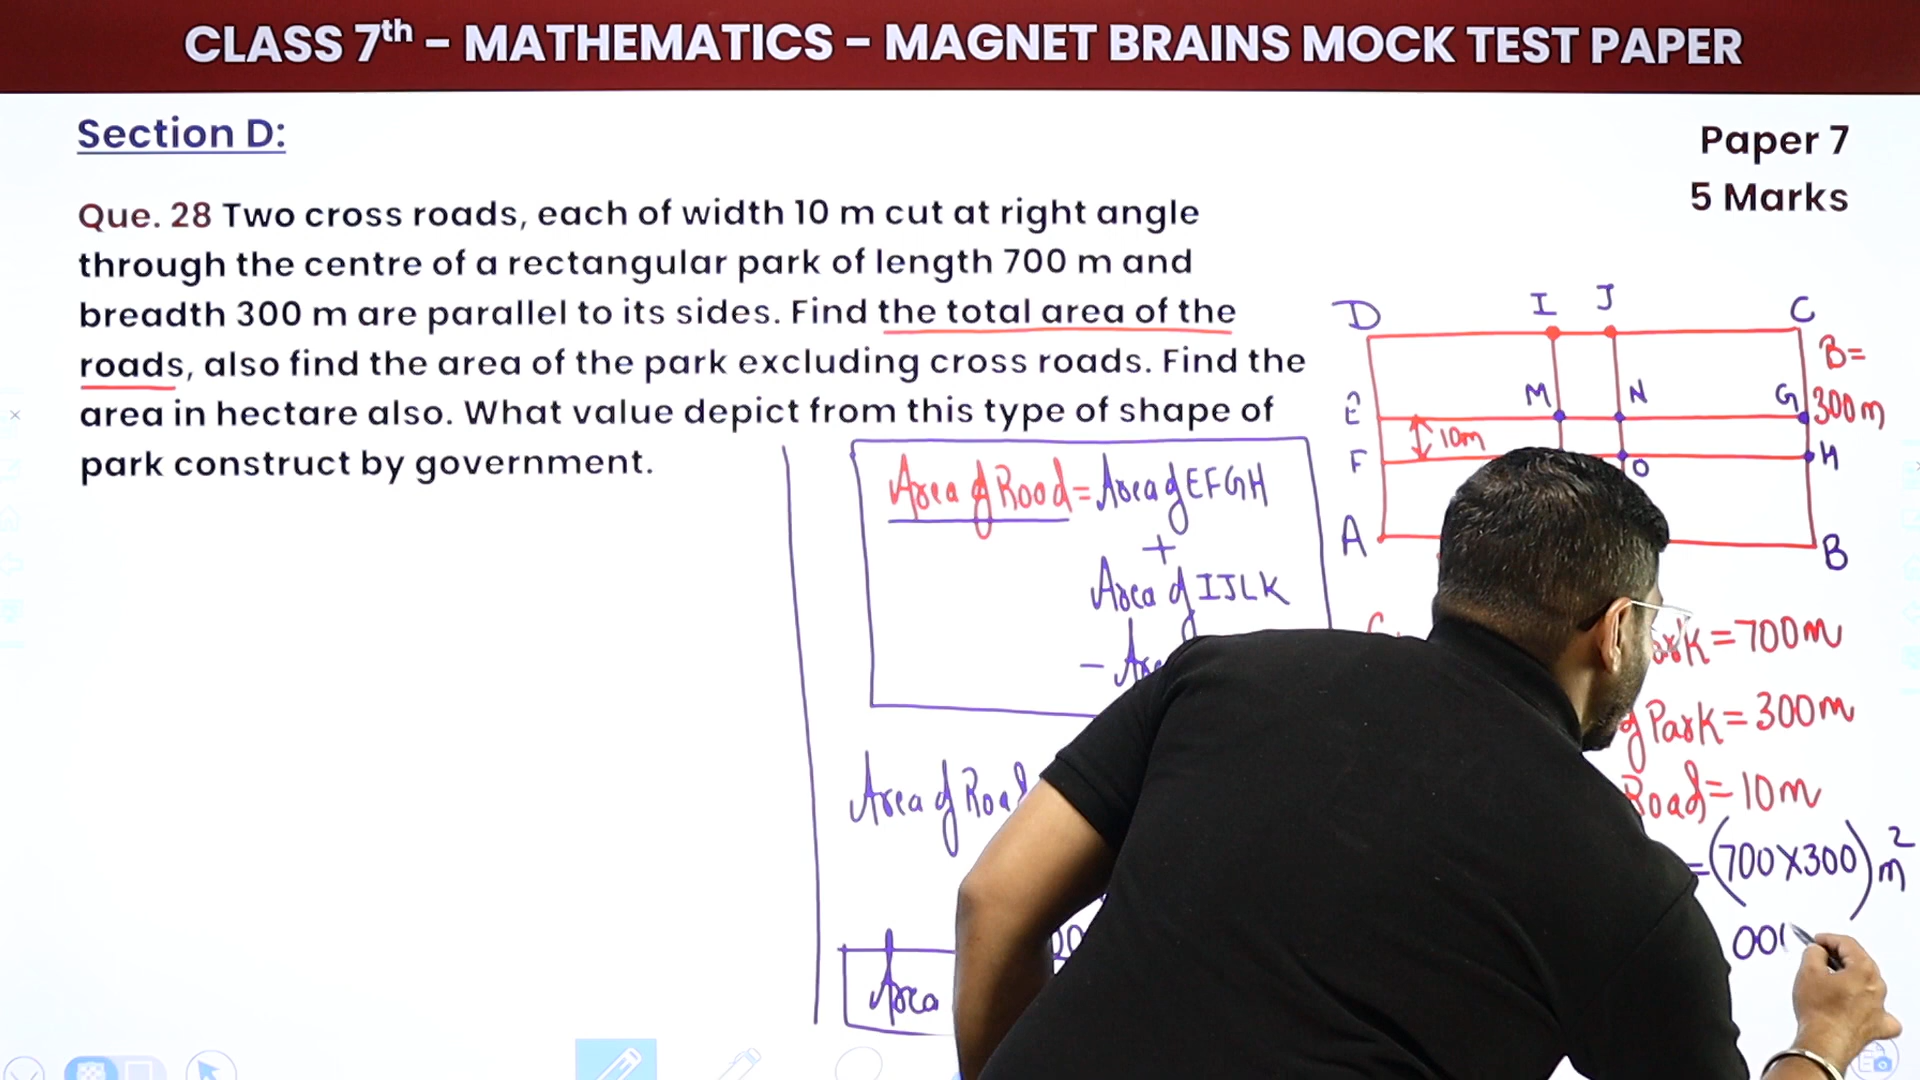 CLASS 7th – MATHEMATICS – MAGNET BRAINS MOCK TEST PAPER
Section D:
Paper 7
5 Marks
Que. 28 Two cross roads, each of width 10 m cut at right angle
through the centre of a rectangular park of length 700 m and
breadth 300 m are parallel to its sides. Find the total area of the
roads, also find the area of the park excluding cross roads. Find the
area in hectare also. What value depict from this type of shape of
park construct by government.
D I J C
B=
300m
E M N G
10m
F O H
A B
Area of Road = Area of EFGH
+
Area of IJLK
-
= 700m
of Park = 300m
Area of Road
Road = 10m
= (700X300) m²
00
Area